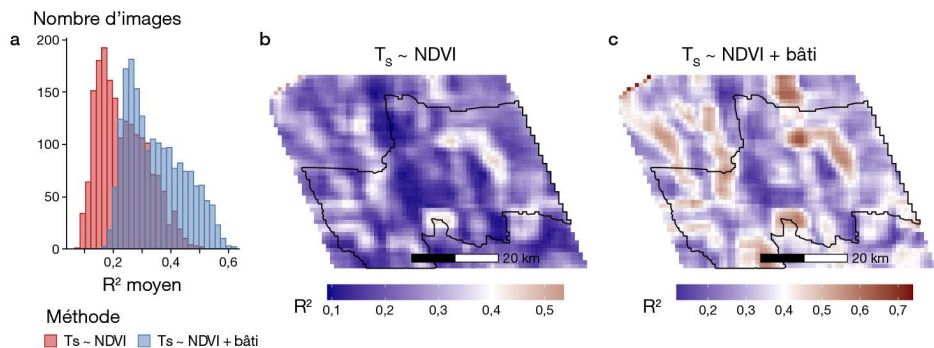 Nombre d'images
a
200
150
100
50
0
0,2 0,4 0,6
R² moyen
Méthode
Ts ~ NDVI Ts ~ NDVI + bâti
b
Ts ~ NDVI
20 km
R²
0,1 0,2 0,3 0,4 0,5
c
Ts ~ NDVI + bâti
20 km
R²
0,2 0,3 0,4 0,5 0,6 0,7